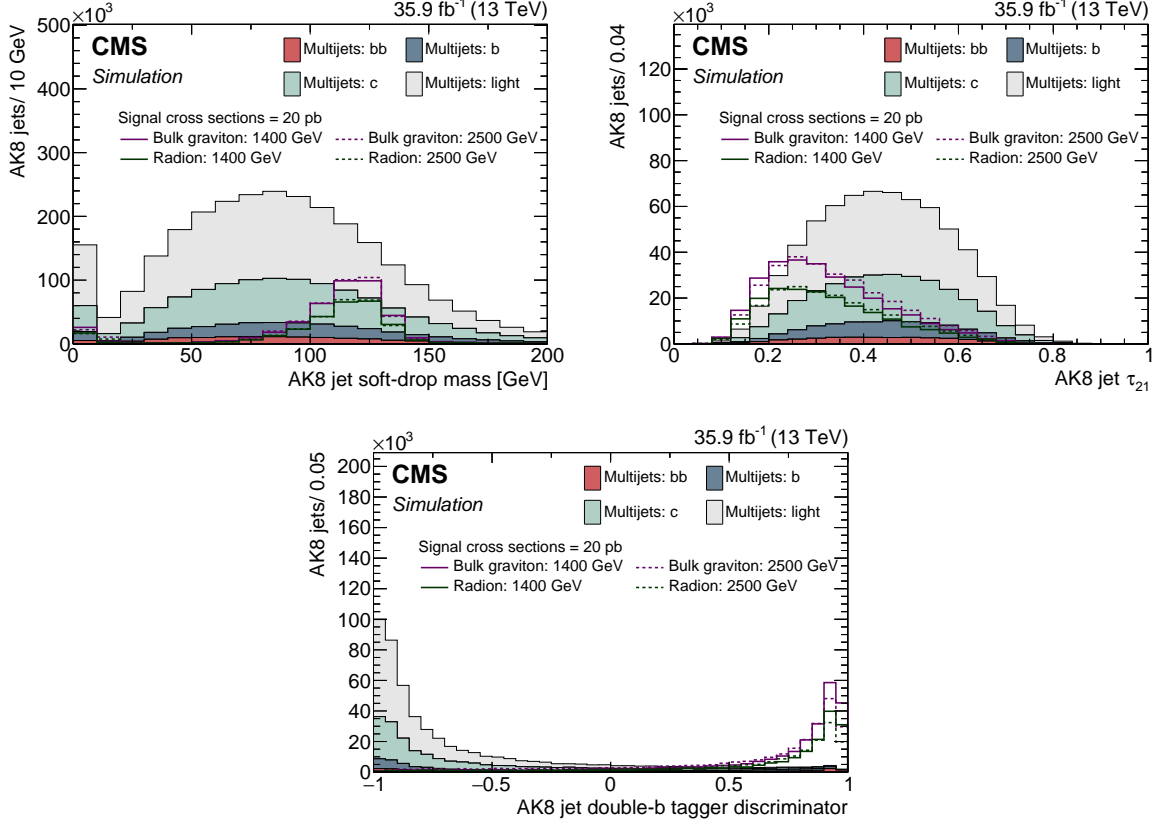 ×10³ 35.9 fb⁻¹ (13 TeV)
CMS
Simulation
Multijets: bb Multijets: b
Multijets: c Multijets: light
Signal cross sections = 20 pb
Bulk graviton: 1400 GeV Bulk graviton: 2500 GeV
Radion: 1400 GeV Radion: 2500 GeV
AK8 jets/ 10 GeV
500
400
300
200
100
0
0 50 100 150 200
AK8 jet soft-drop mass [GeV]
×10³ 35.9 fb⁻¹ (13 TeV)
CMS
Simulation
Multijets: bb Multijets: b
Multijets: c Multijets: light
Signal cross sections = 20 pb
Bulk graviton: 1400 GeV Bulk graviton: 2500 GeV
Radion: 1400 GeV Radion: 2500 GeV
AK8 jets/ 0.04
120
100
80
60
40
20
0
0 0.2 0.4 0.6 0.8 1
AK8 jet τ₂₁
×10³ 35.9 fb⁻¹ (13 TeV)
CMS
Simulation
Multijets: bb Multijets: b
Multijets: c Multijets: light
Signal cross sections = 20 pb
Bulk graviton: 1400 GeV Bulk graviton: 2500 GeV
Radion: 1400 GeV Radion: 2500 GeV
AK8 jets/ 0.05
200
180
160
140
120
100
80
60
40
20
0
−1 −0.5 0 0.5 1
AK8 jet double-b tagger discriminator